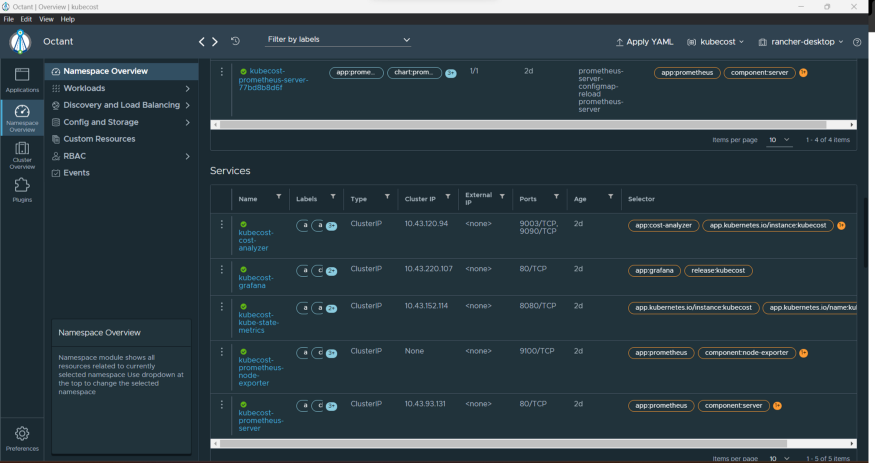 Octant | Overview | kubecost
File Edit View Help
Octant
Filter by labels
Apply YAML
kubecost
rancher-desktop
Applications
Namespace
Overview
Cluster
Overview
Plugins
Preferences
Namespace Overview
Workloads
Discovery and Load Balancing
Config and Storage
Custom Resources
RBAC
Events
Namespace Overview
Namespace module shows all
resources related to currently
selected namespace Use dropdown at
the top to change the selected
namespace
kubecost-
prometheus-server-
77bd8b8d6f
app:prome...
chart:prom...
3+
1/1
2d
prometheus-
server-
configmap-
reload
prometheus-
server
app:prometheus
component:server
1+
Items per page 10 1 - 4 of 4 items
Services
Name Labels Type Cluster IP External IP Ports Age Selector
kubecost-
cost-
analyzer
a a 3+ ClusterIP 10.43.120.94 <none> 9003/TCP,
9090/TCP
2d app:cost-analyzer app.kubernetes.io/instance:kubecost 1+
kubecost-
grafana
a c 3+ ClusterIP 10.43.220.107 <none> 80/TCP 2d app:grafana release:kubecost
kubecost-
kube-state-
metrics
a a 3+ ClusterIP 10.43.152.114 <none> 8080/TCP 2d app.kubernetes.io/instance:kubecost app.kubernetes.io/name:kul
kubecost-
prometheus-
node-
exporter
a c 3+ ClusterIP None <none> 9100/TCP 2d app:prometheus component:node-exporter 1+
kubecost-
prometheus-
server
a c 3+ ClusterIP 10.43.93.131 <none> 80/TCP 2d app:prometheus component:server 1+
Items per page 10 1 - 5 of 5 items